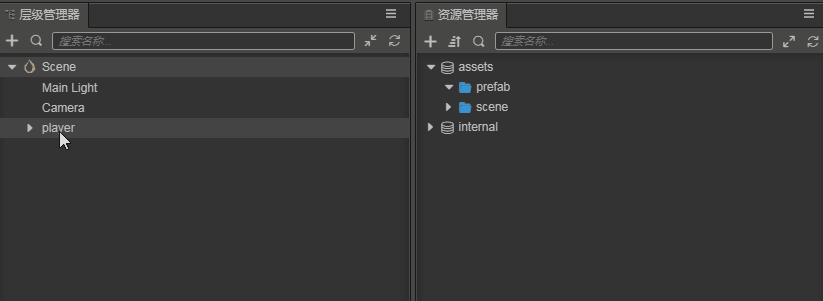 层级管理器
搜索名称...
Scene
Main Light
Camera
player
资源管理器
搜索名称...
assets
prefab
scene
internal